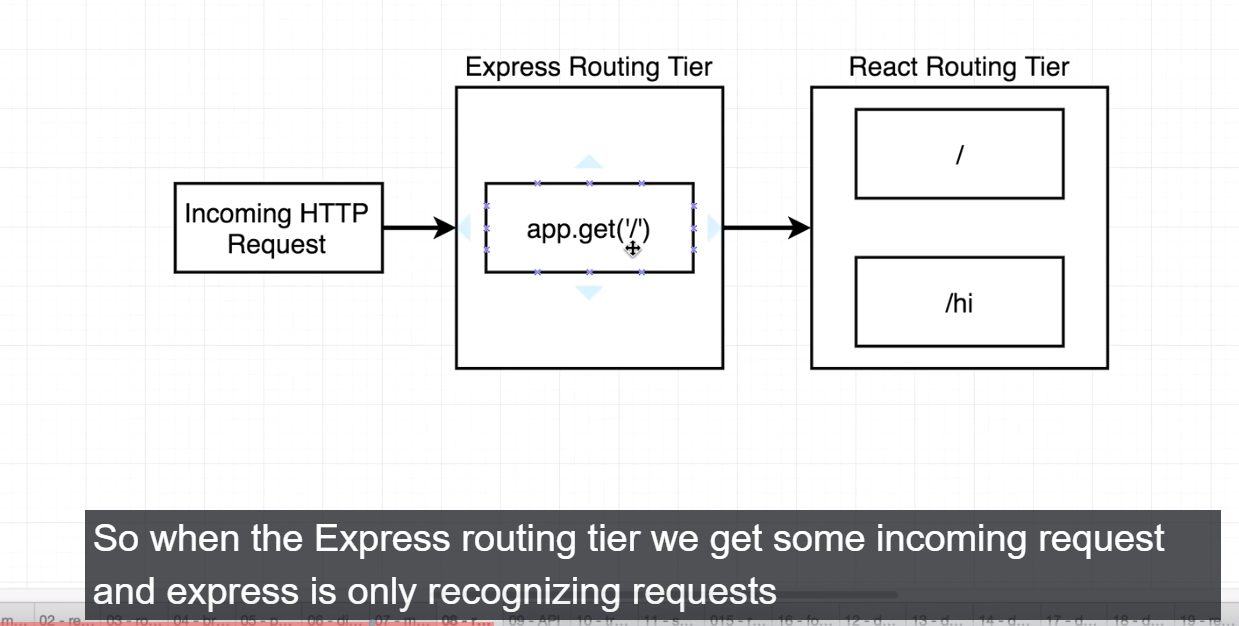 Express Routing Tier
React Routing Tier
Incoming HTTP
Request
app.get('/')
/
/hi
So when the Express routing tier we get some incoming request
and express is only recognizing requests
m... 02 - re... 03 - ro... 04 - br... 05 - p... 06 - di... 07 - m... 08 - r... 09 - API 10 - tr... 11 - s... 015 - r... 16 - fo... 12 - d... 13 - d... 14 - d... 17 - d... 18 - d... 19 - re...